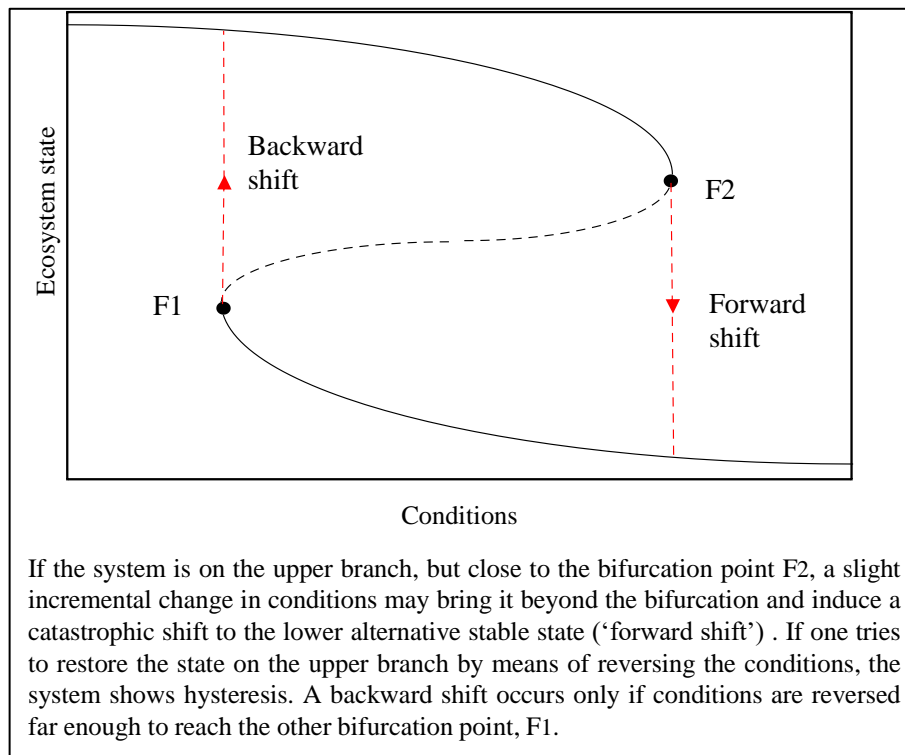 Ecosystem state
Backward
shift
F2
F1
Forward
shift
Conditions
If the system is on the upper branch, but close to the bifurcation point F2, a slight
incremental change in conditions may bring it beyond the bifurcation and induce a
catastrophic shift to the lower alternative stable state (‘forward shift’) . If one tries
to restore the state on the upper branch by means of reversing the conditions, the
system shows hysteresis. A backward shift occurs only if conditions are reversed
far enough to reach the other bifurcation point, F1.